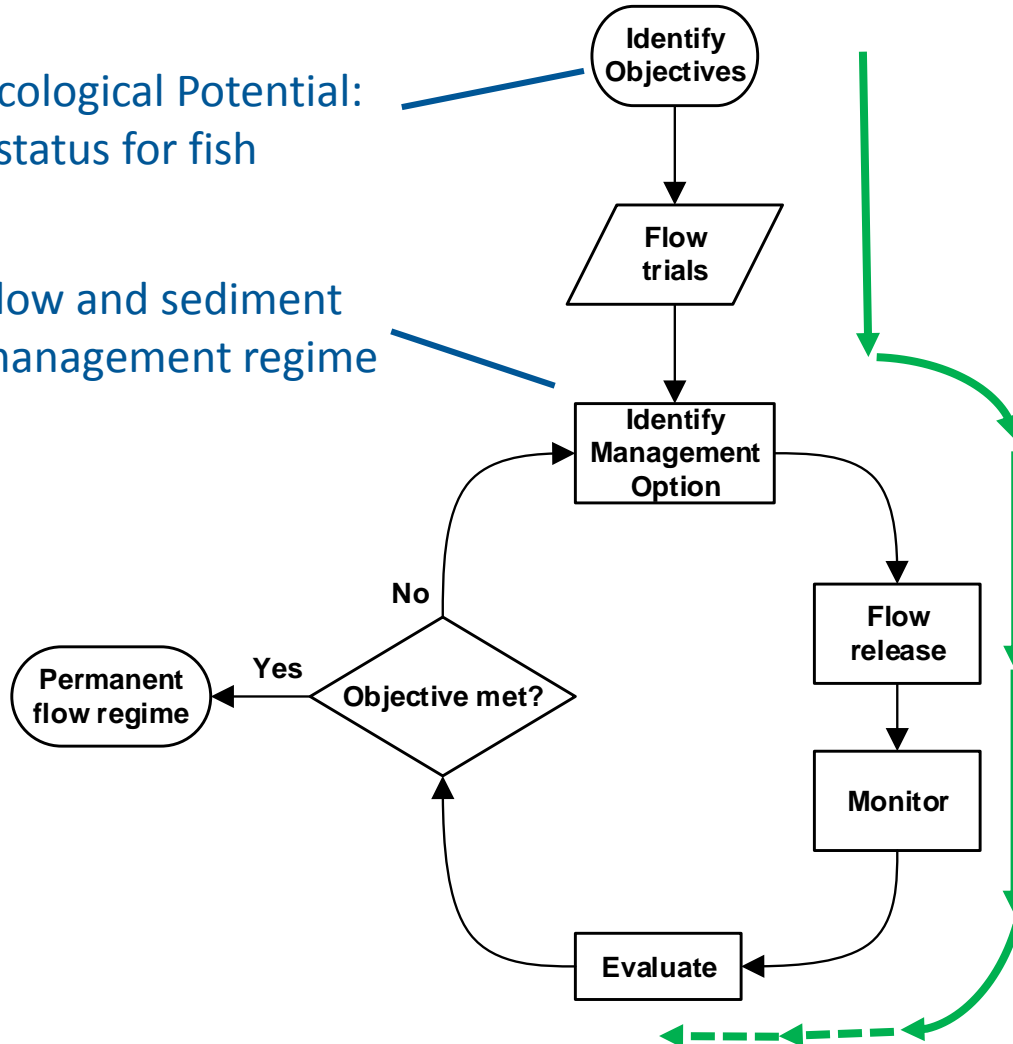 Identify
Objectives
cological Potential:
status for fish
Flow
trials
low and sediment
management regime
Identify
Management
Option
No
Flow
release
Yes
Permanent
flow regime
Objective met?
Monitor
Evaluate